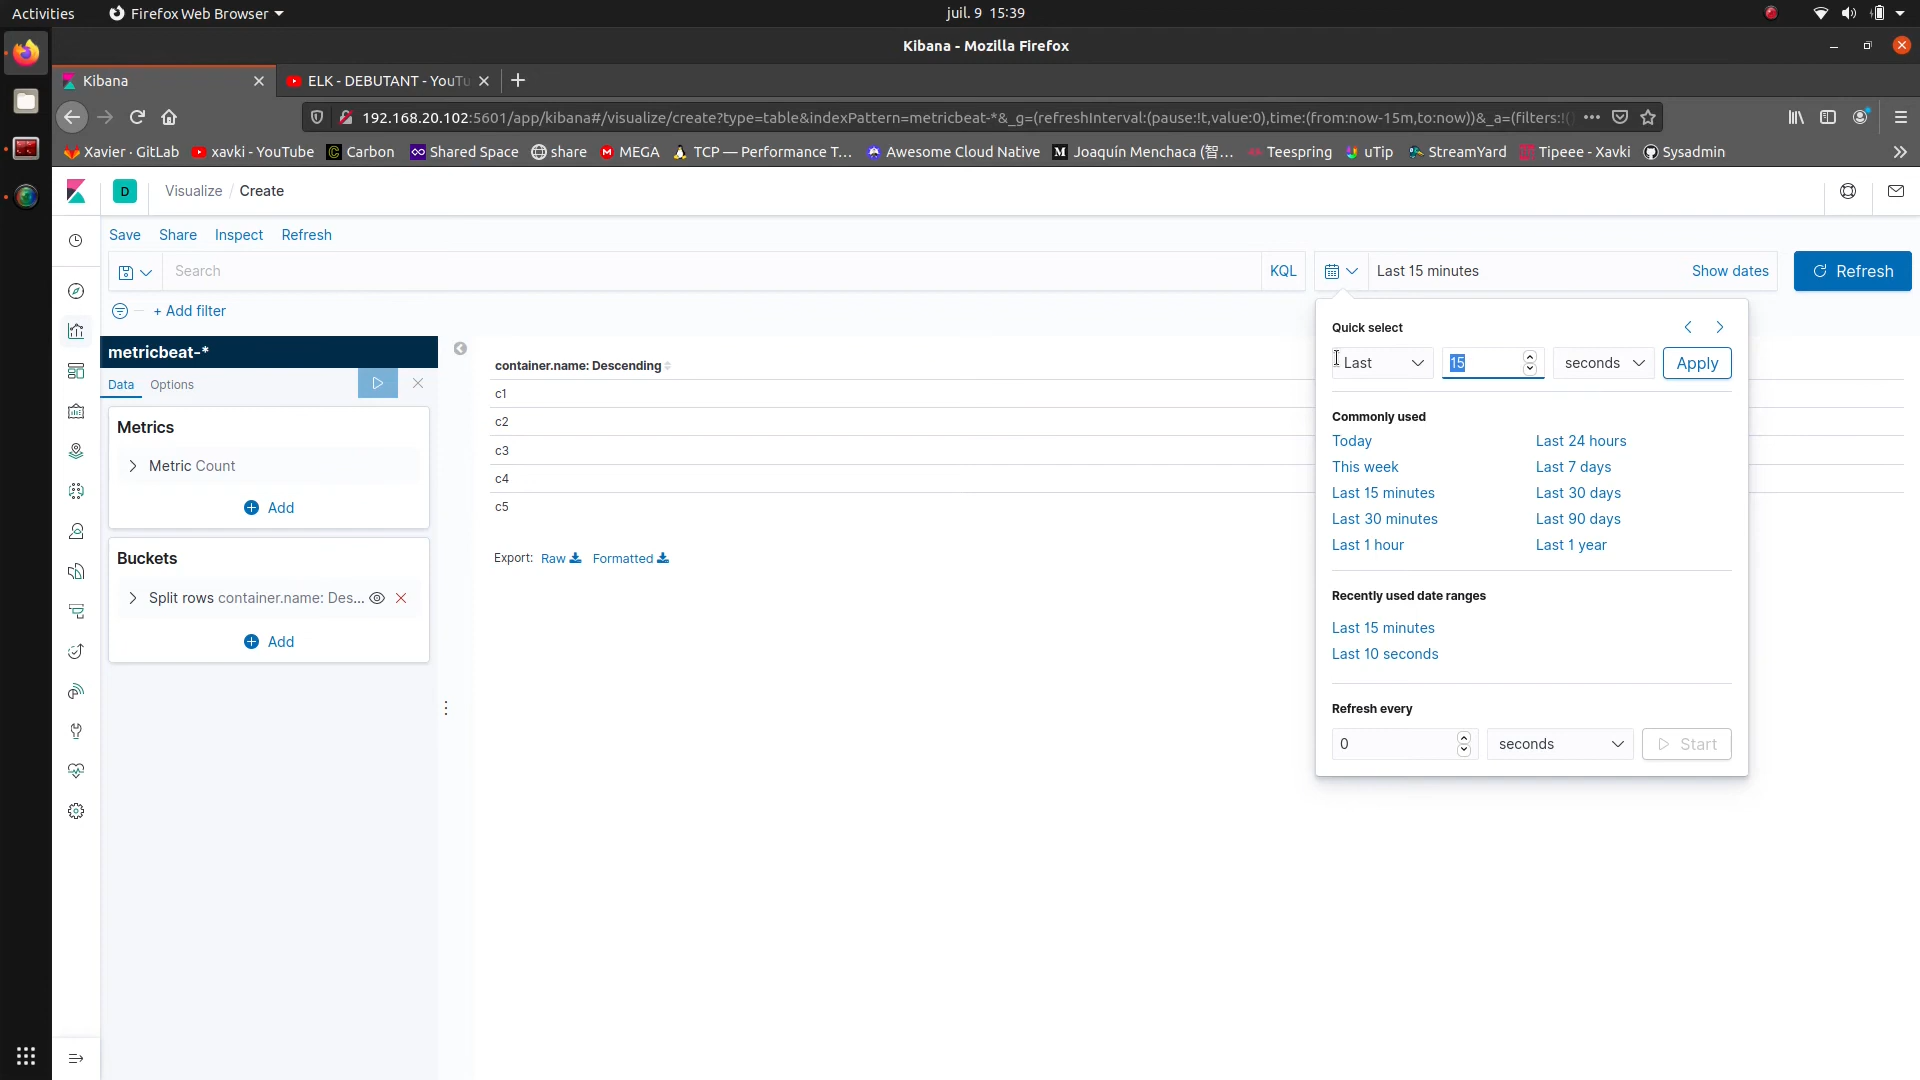 Activities
Firefox Web Browser
juil. 9 15:39
Kibana - Mozilla Firefox
Kibana
ELK - DEBUTANT - YouTu
192.168.20.102:5601/app/kibana#/visualize/create?type=table&indexPattern=metricbeat-*&_g=(refreshInterval:(pause:!t,value:0),time:(from:now-15m,to:now))&_a=(filters:!(
Xavier · GitLab
xavki - YouTube
Carbon
Shared Space
share
MEGA
TCP — Performance T…
Awesome Cloud Native
Joaquín Menchaca (智…
Teespring
uTip
StreamYard
Tipeee - Xavki
Sysadmin
D
Visualize / Create
Save
Share
Inspect
Refresh
Search
KQL
Last 15 minutes
Show dates
Refresh
+ Add filter
metricbeat-*
Data
Options
Metrics
Metric Count
Add
Buckets
Split rows container.name: Des...
Add
container.name: Descending
c1
c2
c3
c4
c5
Export: Raw Formatted
Quick select
Last
15
seconds
Apply
Commonly used
Today
Last 24 hours
This week
Last 7 days
Last 15 minutes
Last 30 days
Last 30 minutes
Last 90 days
Last 1 hour
Last 1 year
Recently used date ranges
Last 15 minutes
Last 10 seconds
Refresh every
0
seconds
Start